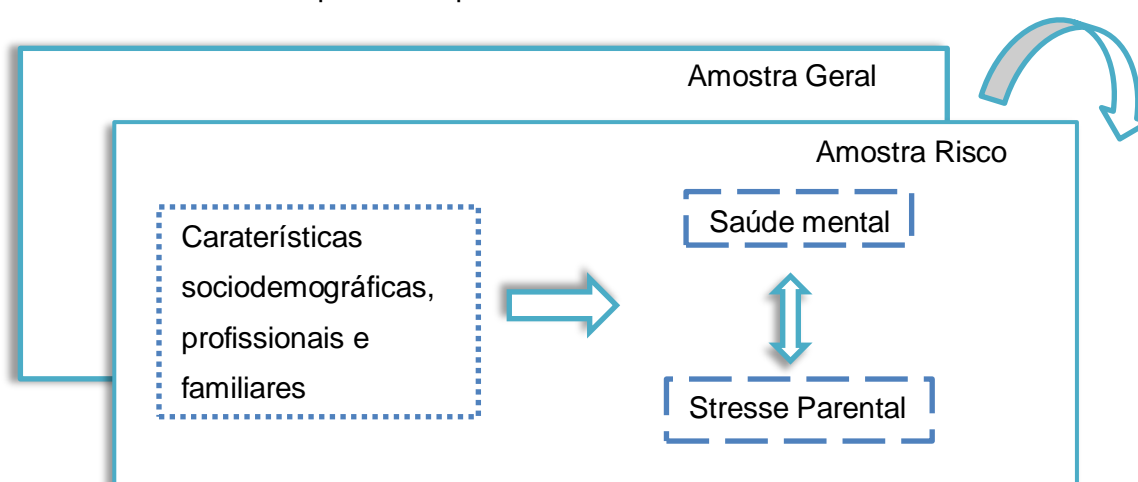 Amostra Geral
Amostra Risco
Caraterísticas
sociodemográficas,
profissionais e
familiares
Saúde mental
Stresse Parental